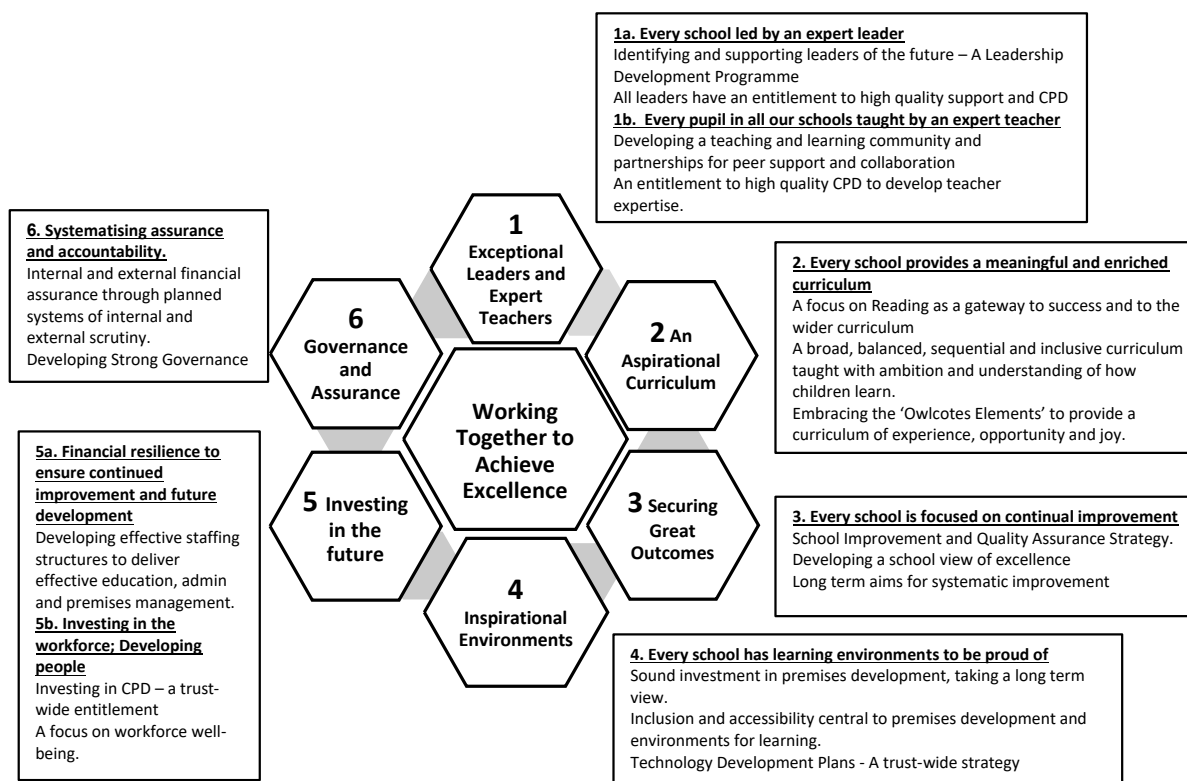 1a. Every school led by an expert leader
Identifying and supporting leaders of the future – A Leadership
Development Programme
All leaders have an entitlement to high quality support and CPD
1b. Every pupil in all our schools taught by an expert teacher
Developing a teaching and learning community and
partnerships for peer support and collaboration
An entitlement to high quality CPD to develop teacher
expertise.
1
Exceptional
Leaders and
Expert
Teachers
2 An
Aspirational
Curriculum
2. Every school provides a meaningful and enriched
curriculum
A focus on Reading as a gateway to success and to the
wider curriculum
A broad, balanced, sequential and inclusive curriculum
taught with ambition and understanding of how
children learn.
Embracing the ‘Owlcotes Elements’ to provide a
curriculum of experience, opportunity and joy.
3 Securing
Great
Outcomes
3. Every school is focused on continual improvement
School Improvement and Quality Assurance Strategy.
Developing a school view of excellence
Long term aims for systematic improvement
4
Inspirational
Environments
4. Every school has learning environments to be proud of
Sound investment in premises development, taking a long term
view.
Inclusion and accessibility central to premises development and
environments for learning.
Technology Development Plans - A trust-wide strategy
5 Investing
in the
future
5a. Financial resilience to
ensure continued
improvement and future
development
Developing effective staffing
structures to deliver
effective education, admin
and premises management.
5b. Investing in the
workforce; Developing
people
Investing in CPD – a trust-
wide entitlement
A focus on workforce well-
being.
6
Governance
and
Assurance
6. Systematising assurance
and accountability.
Internal and external financial
assurance through planned
systems of internal and
external scrutiny.
Developing Strong Governance
Working
Together to
Achieve
Excellence